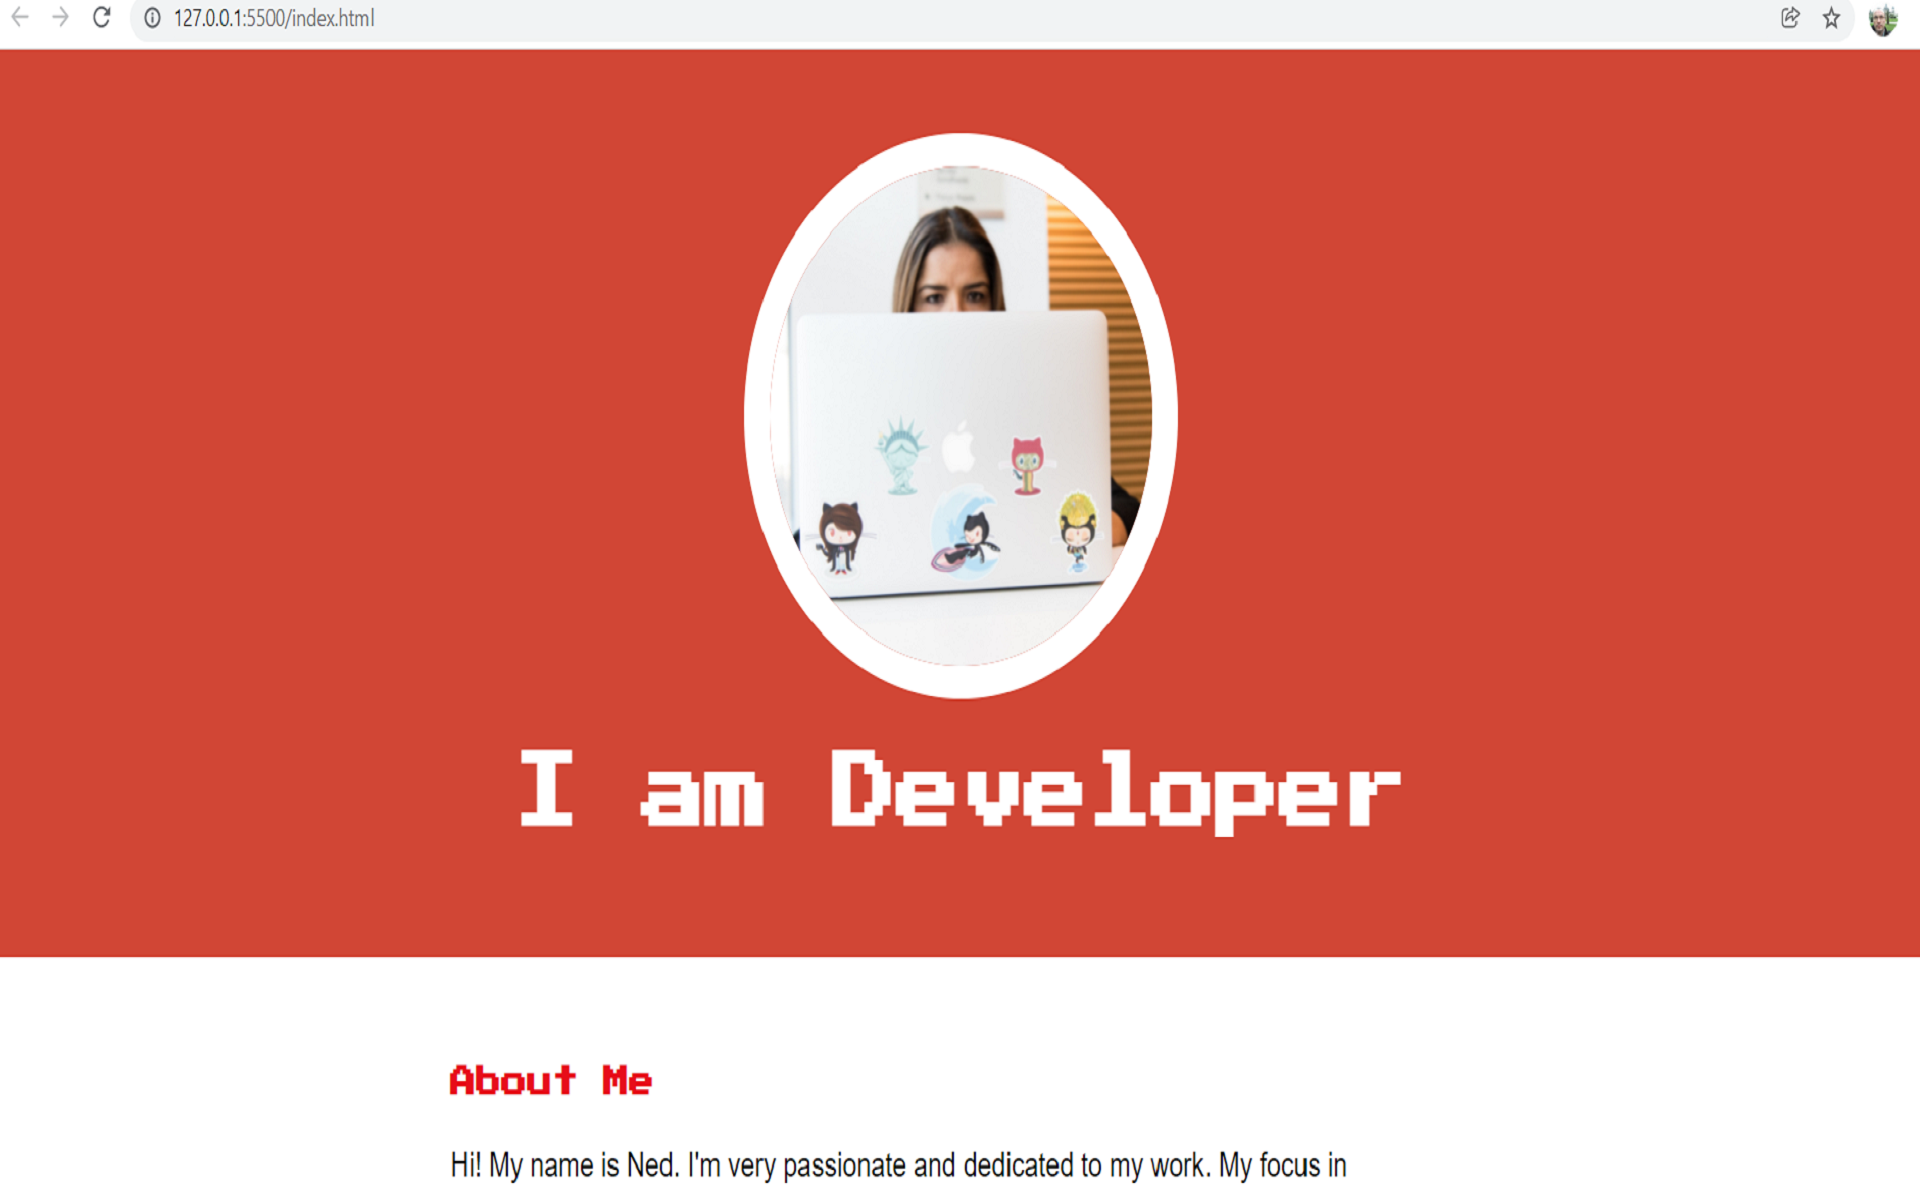 127.0.0.1:5500/index.html
I am Developer
About Me
Hi! My name is Ned. I'm very passionate and dedicated to my work. My focus in